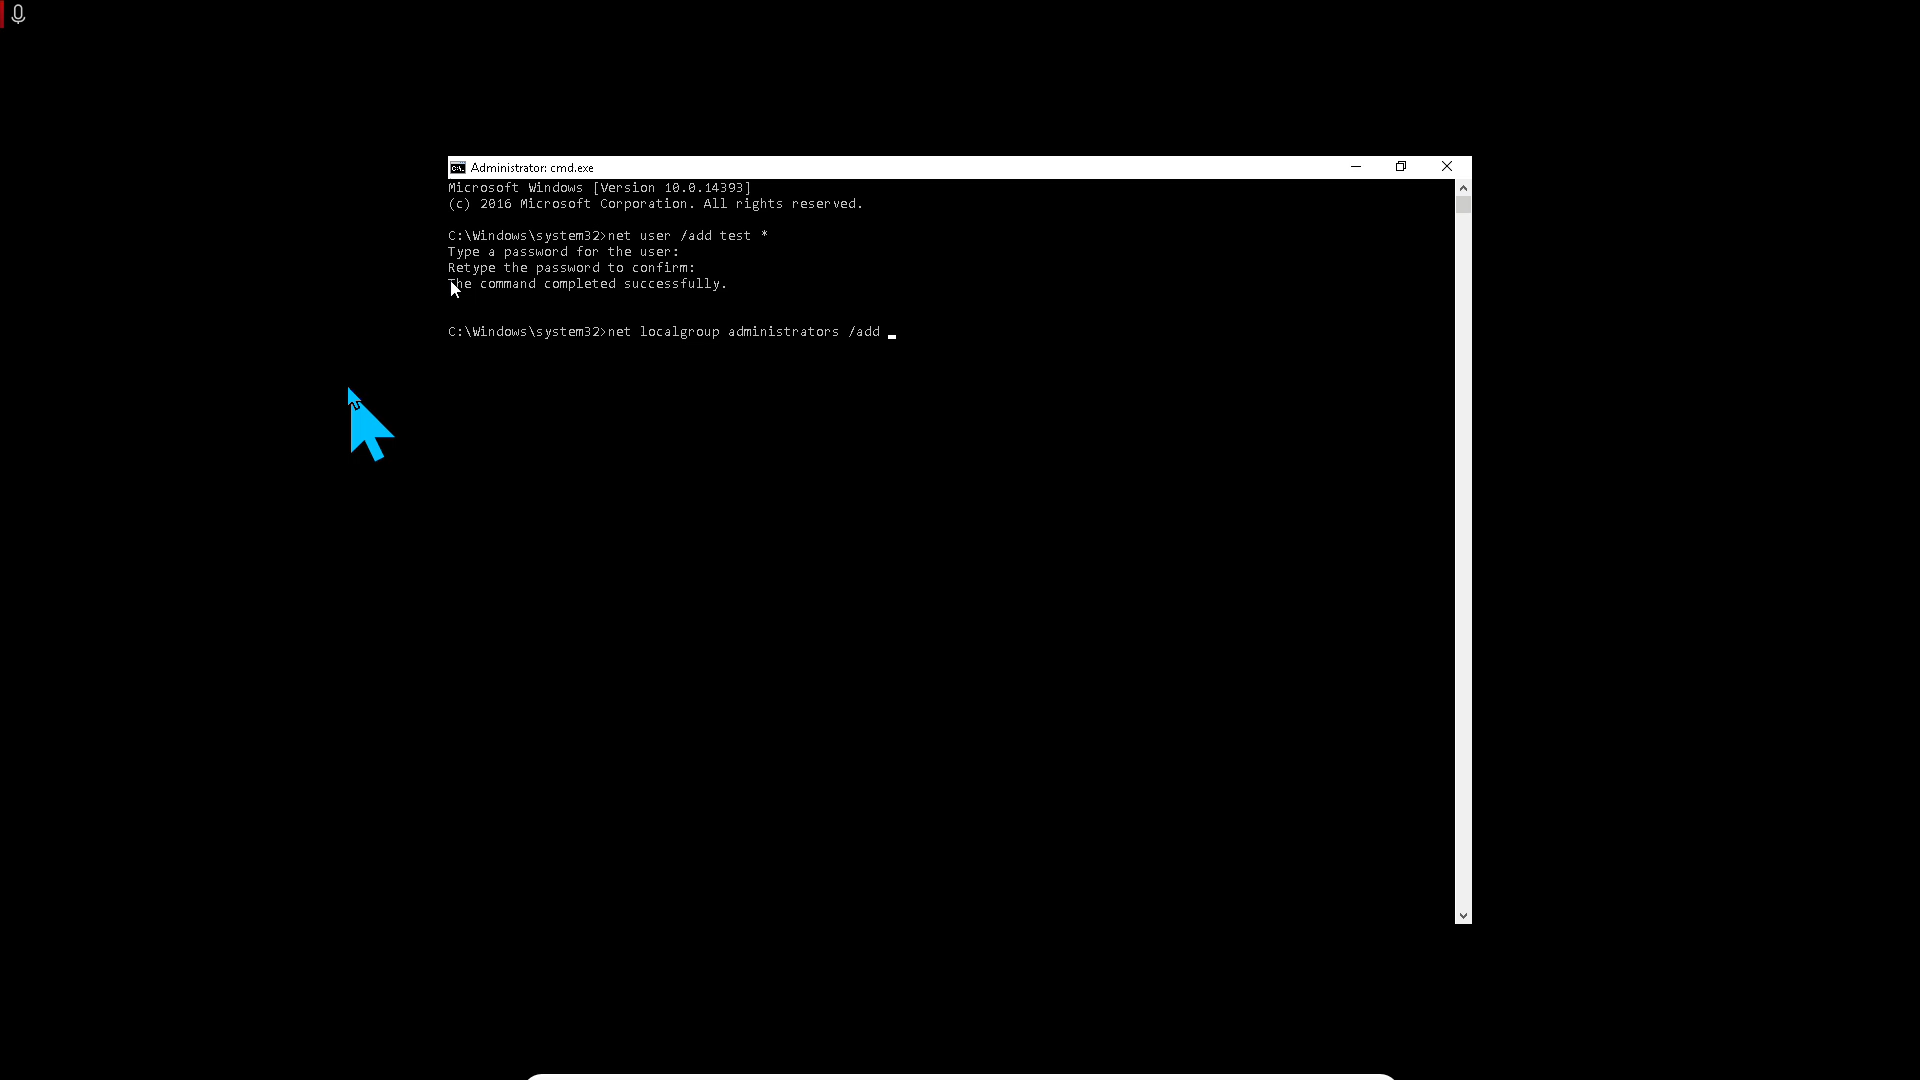 Administrator: cmd.exe
Microsoft Windows [Version 10.0.14393]
(c) 2016 Microsoft Corporation. All rights reserved.
C:\Windows\system32>net user /add test *
Type a password for the user:
Retype the password to confirm:
The command completed successfully.
C:\Windows\system32>net localgroup administrators /add